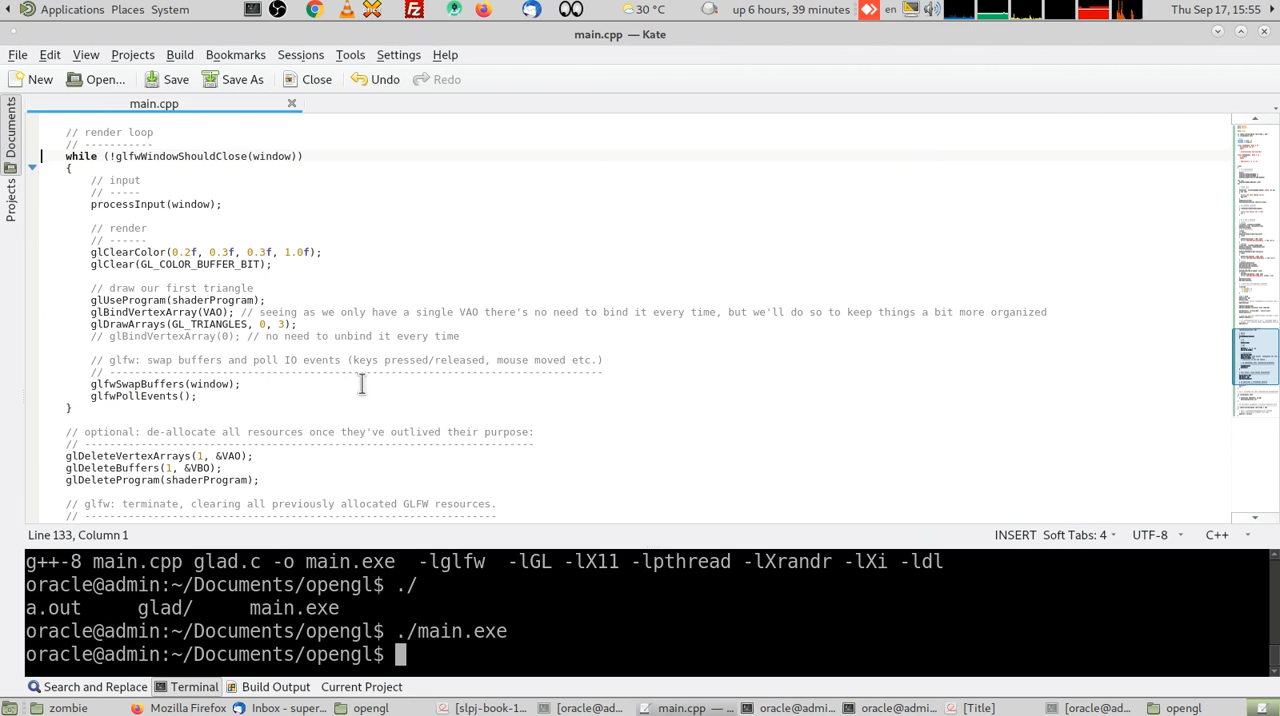 Applications Places System 30 °C up 6 hours, 39 minutes en Thu Sep 17, 15:55
main.cpp — Kate
File Edit View Projects Build Bookmarks Sessions Tools Settings Help
New Open... Save Save As Close Undo Redo
main.cpp
Documents
Projects
// render loop
// -----------
while (!glfwWindowShouldClose(window))
{
// input
// -----
processInput(window);
// render
// ------
glClearColor(0.2f, 0.3f, 0.3f, 1.0f);
glClear(GL_COLOR_BUFFER_BIT);
// draw our first triangle
glUseProgram(shaderProgram);
glBindVertexArray(VAO); // seeing as we only have a single VAO there's no need to bind it every time, but we'll do so to keep things a bit more organized
glDrawArrays(GL_TRIANGLES, 0, 3);
// glBindVertexArray(0); // no need to unbind it every time
// glfw: swap buffers and poll IO events (keys pressed/released, mouse moved etc.)
// -------------------------------------------------------------------------------
glfwSwapBuffers(window);
glfwPollEvents();
}
// optional: de-allocate all resources once they've outlived their purpose:
// ------------------------------------------------------------------------
glDeleteVertexArrays(1, &VAO);
glDeleteBuffers(1, &VBO);
glDeleteProgram(shaderProgram);
// glfw: terminate, clearing all previously allocated GLFW resources.
// ------------------------------------------------------------------
Line 133, Column 1 INSERT Soft Tabs: 4 UTF-8 C++
g++-8 main.cpp glad.c -o main.exe  -lglfw  -lGL -lX11 -lpthread -lXrandr -lXi -ldl
oracle@admin:~/Documents/opengl$ ./
a.out glad/ main.exe
oracle@admin:~/Documents/opengl$ ./main.exe
oracle@admin:~/Documents/opengl$
Search and Replace Terminal Build Output Current Project
zombie Mozilla Firefox Inbox - super... opengl [slpj-book-1... [oracle@ad... main.cpp — ... oracle@admi... oracle@admi... [Title] [oracle@ad... opengl